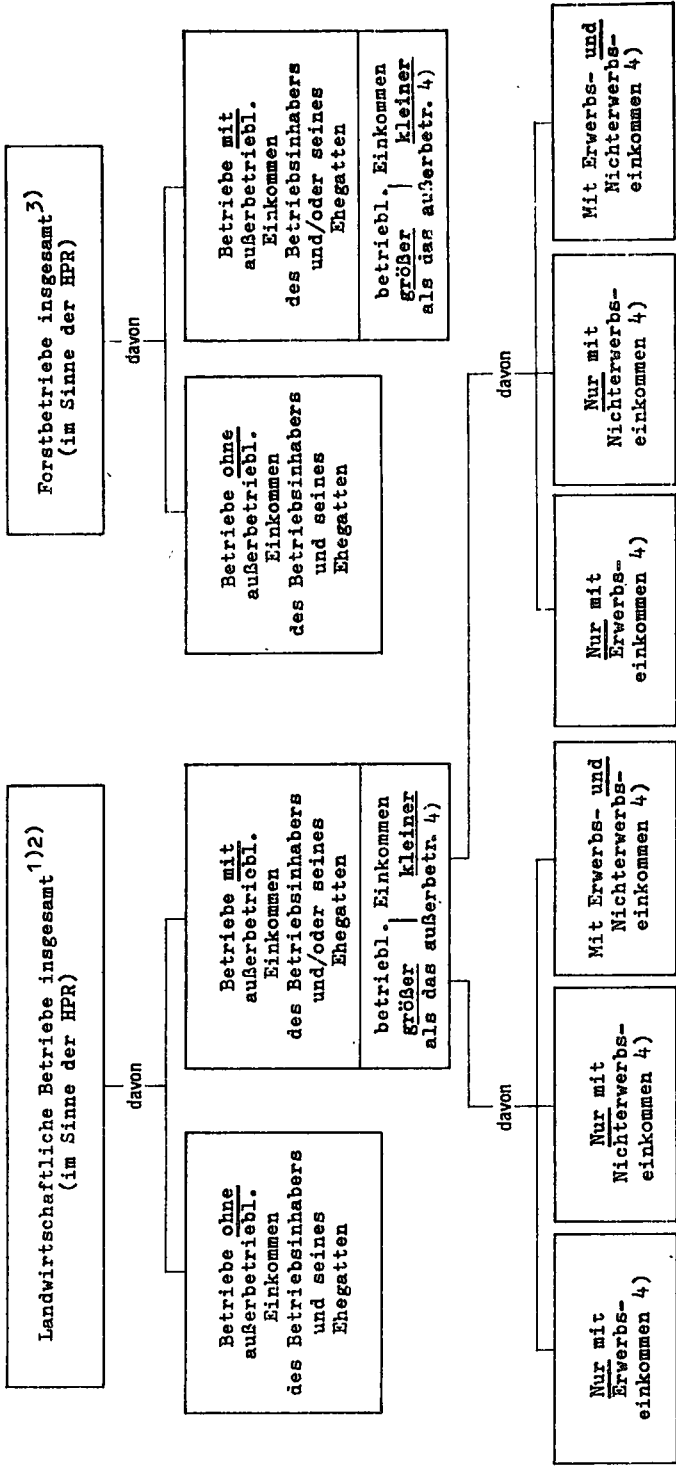 Landwirtschaftliche Betriebe insgesamt1)2)
(im Sinne der HPR)
Forstbetriebe insgesamt3)
(im Sinne der HPR)
davon
davon
Betriebe ohne
außerbetriebl.
Einkommen
des Betriebsinhabers
und seines
Ehegatten
Betriebe mit
außerbetriebl.
Einkommen
des Betriebsinhabers
und/oder seines
Ehegatten
betriebl. Einkommen
größer | kleiner
als das außerbetr. 4)
Betriebe ohne
außerbetriebl.
Einkommen
des Betriebsinhabers
und seines
Ehegatten
Betriebe mit
außerbetriebl.
Einkommen
des Betriebsinhabers
und/oder seines
Ehegatten
betriebl. Einkommen
größer | kleiner
als das außerbetr. 4)
davon
davon
Nur mit
Erwerbs-
einkommen 4)
Nur mit
Nichterwerbs-
einkommen 4)
Mit Erwerbs- und
Nichterwerbs-
einkommen 4)
Nur mit
Erwerbs-
einkommen 4)
Nur mit
Nichterwerbs-
einkommen 4)
Mit Erwerbs- und
Nichterwerbs-
einkommen 4)